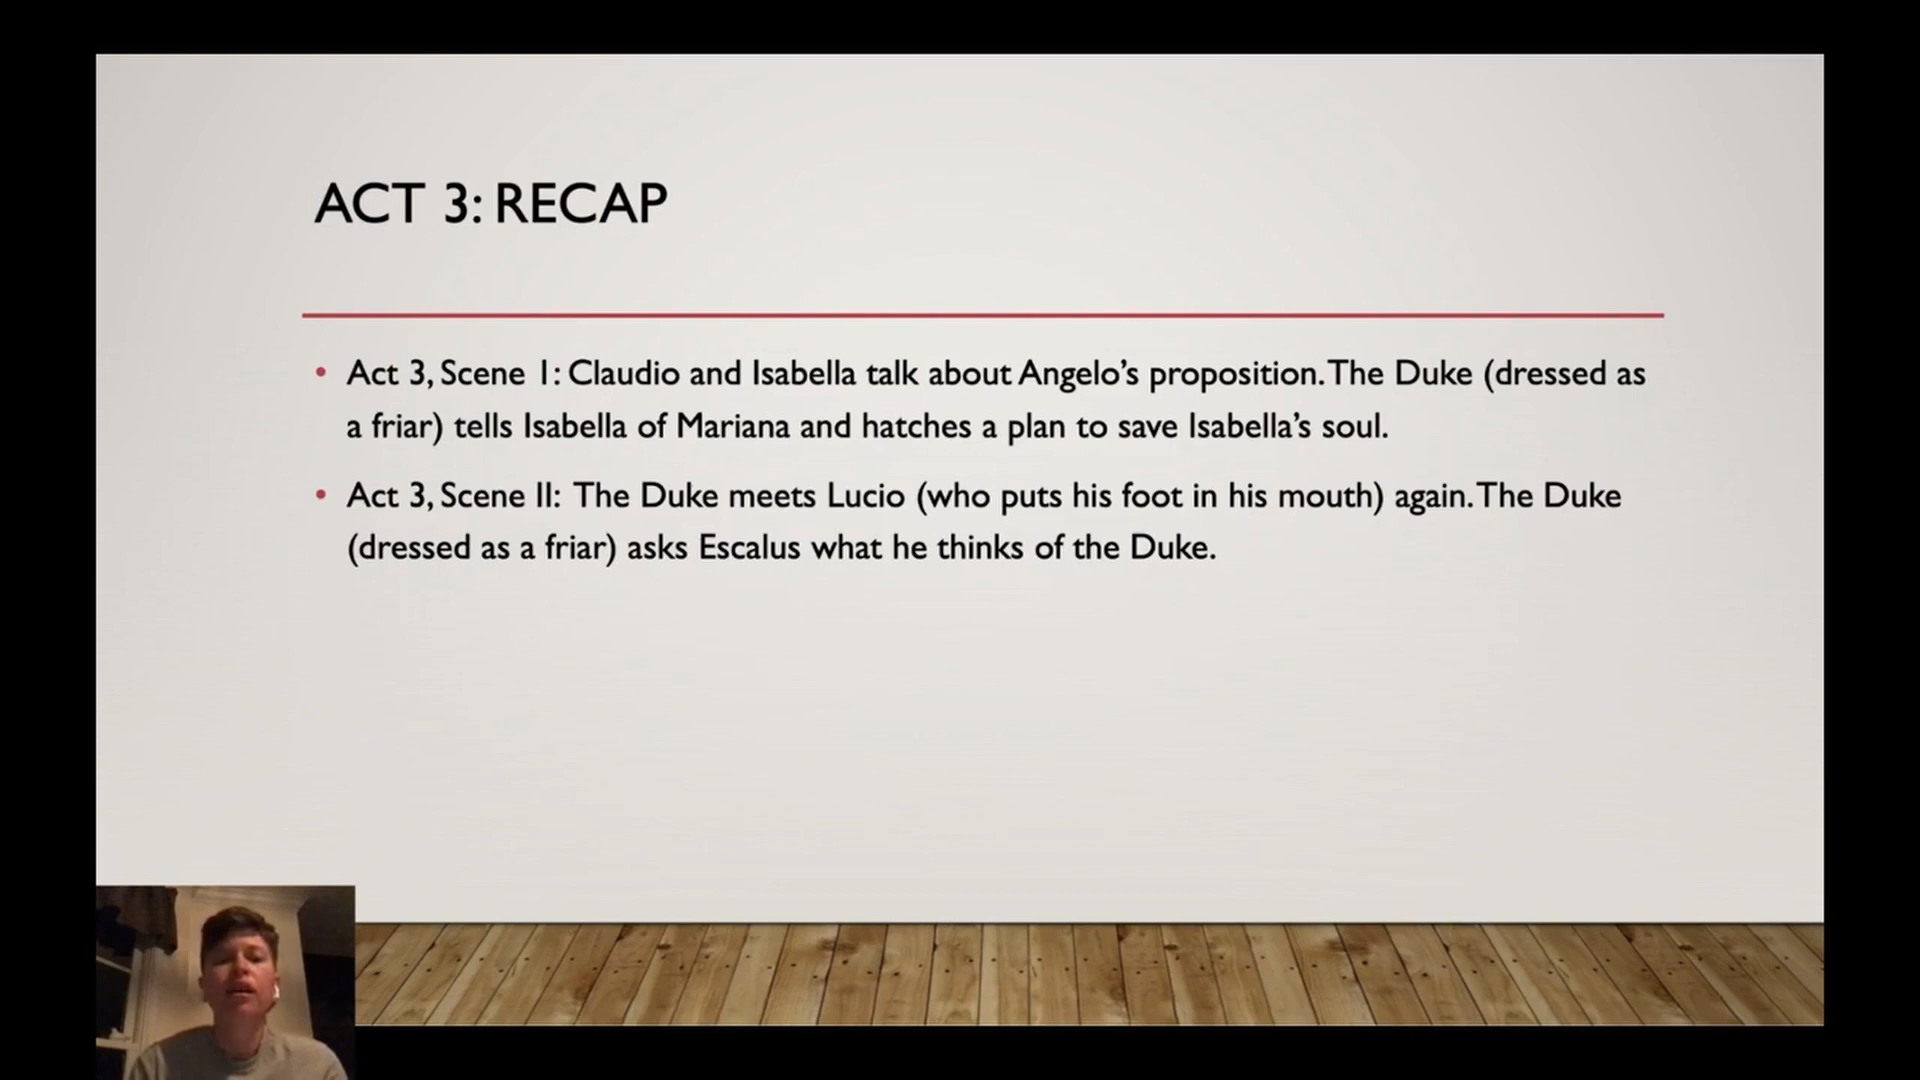 ACT 3: RECAP
• Act 3, Scene 1: Claudio and Isabella talk about Angelo’s proposition. The Duke (dressed as
a friar) tells Isabella of Mariana and hatches a plan to save Isabella’s soul.
• Act 3, Scene II: The Duke meets Lucio (who puts his foot in his mouth) again. The Duke
(dressed as a friar) asks Escalus what he thinks of the Duke.